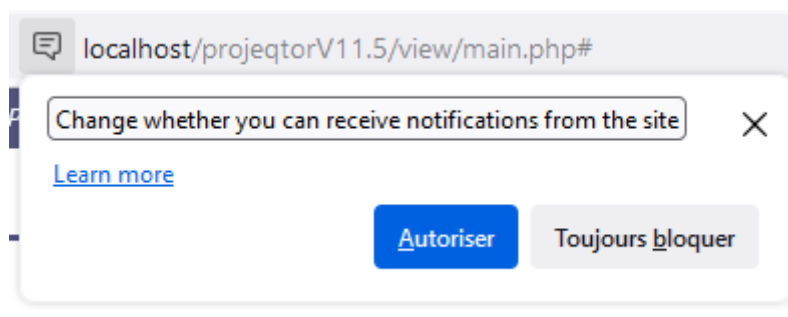 localhost/projeqtorV11.5/view/main.php#
Change whether you can receive notifications from the site
Learn more
Autoriser
Toujours bloquer